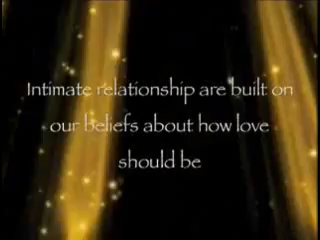 Intimate relationship are built on
our beliefs about how love
should be